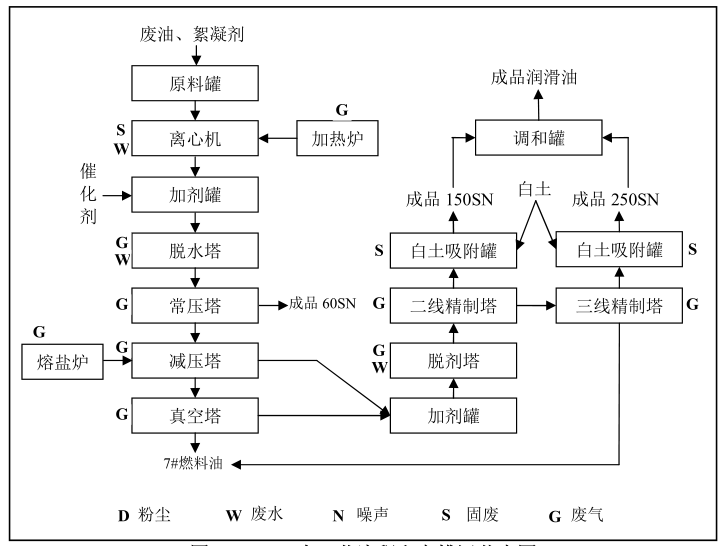 废油、絮凝剂
原料罐
S
W
离心机
G
加热炉
催化剂
加剂罐
G
W
脱水塔
G
常压塔
成品 60SN
G
熔盐炉
G
减压塔
G
真空塔
7#燃料油
成品润滑油
调和罐
成品 150SN
白土
成品 250SN
S
白土吸附罐
白土吸附罐
S
G
二线精制塔
三线精制塔
G
G
W
脱剂塔
加剂罐
D 粉尘 W 废水 N 噪声 S 固废 G 废气